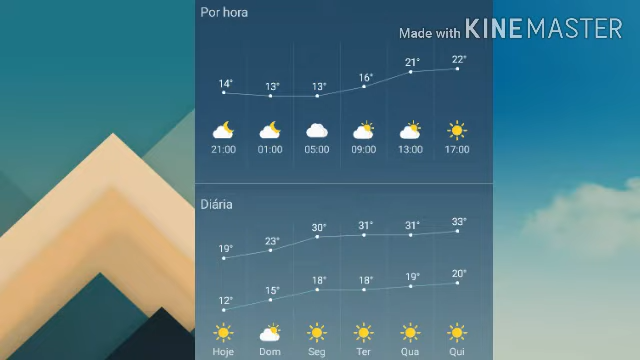 Por hora
Made with KINEMASTER
14° 13° 13° 16° 21° 22°
21:00 01:00 05:00 09:00 13:00 17:00
Diária
19° 23° 30° 31° 31° 33°
12° 15° 18° 18° 19° 20°
Hoje Dom Seg Ter Qua Qui